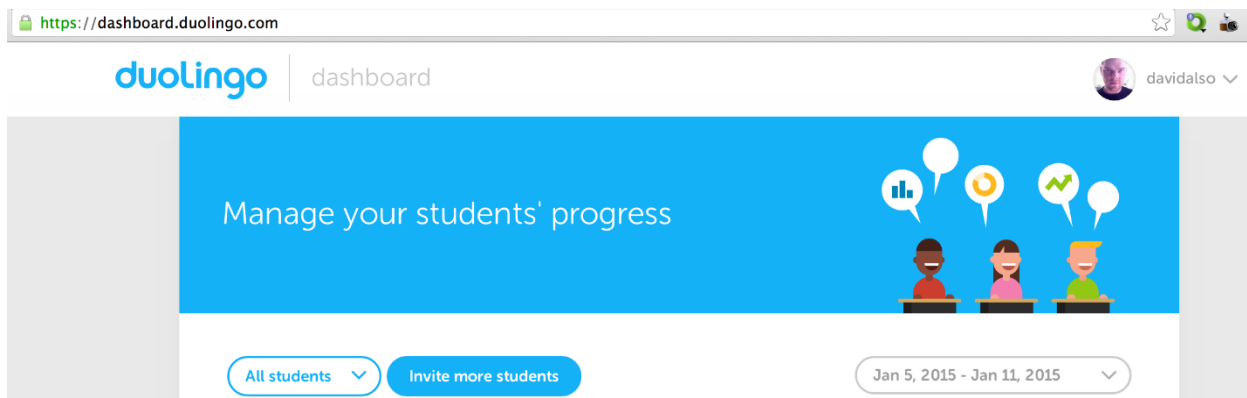 https://dashboard.duolingo.com
duolingo dashboard davidalso
Manage your students' progress
All students Invite more students Jan 5, 2015 - Jan 11, 2015